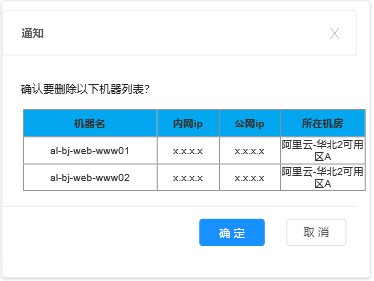 通知
确认要删除以下机器列表?
机器名 内网ip 公网ip 所在机房
al-bj-web-www01 x.x.x.x x.x.x.x 阿里云-华北2可用
区A
al-bj-web-www02 x.x.x.x x.x.x.x 阿里云-华北2可用
区A
确 定 取 消